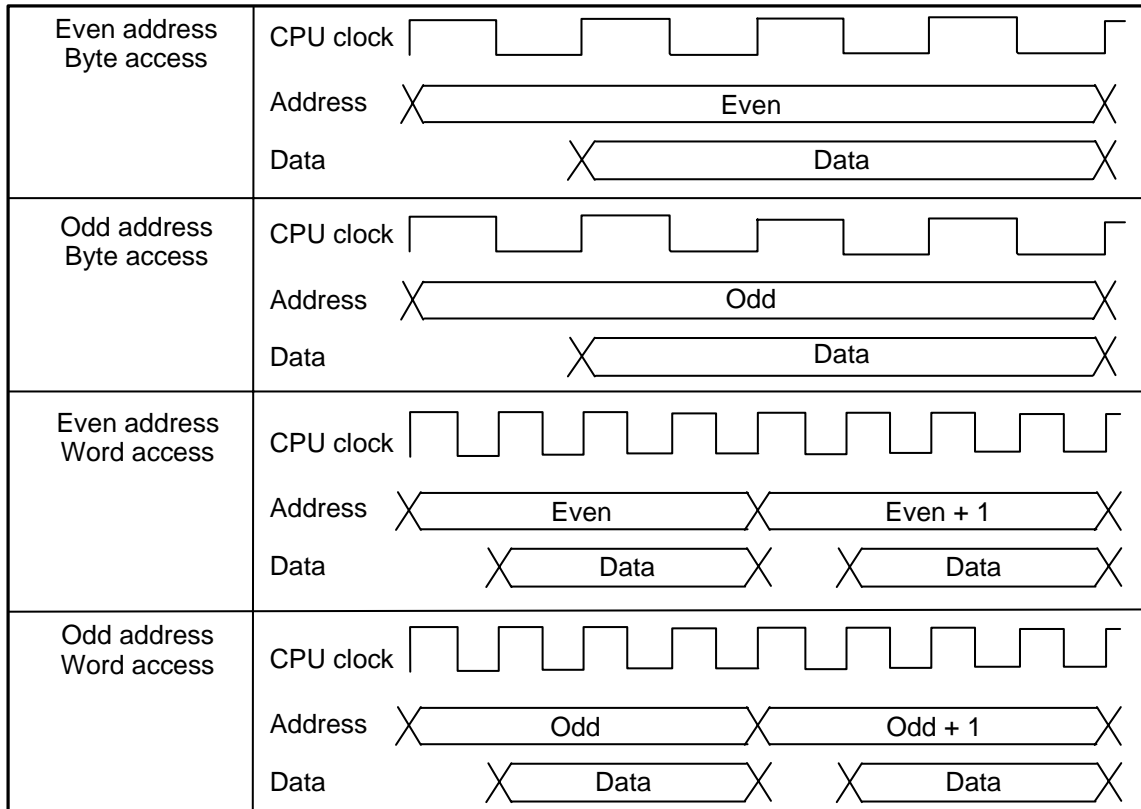 Even address
Byte access
CPU clock
Address
Even
Data
Data
Odd address
Byte access
CPU clock
Address
Odd
Data
Data
Even address
Word access
CPU clock
Address
Even
Even + 1
Data
Data
Data
Odd address
Word access
CPU clock
Address
Odd
Odd + 1
Data
Data
Data